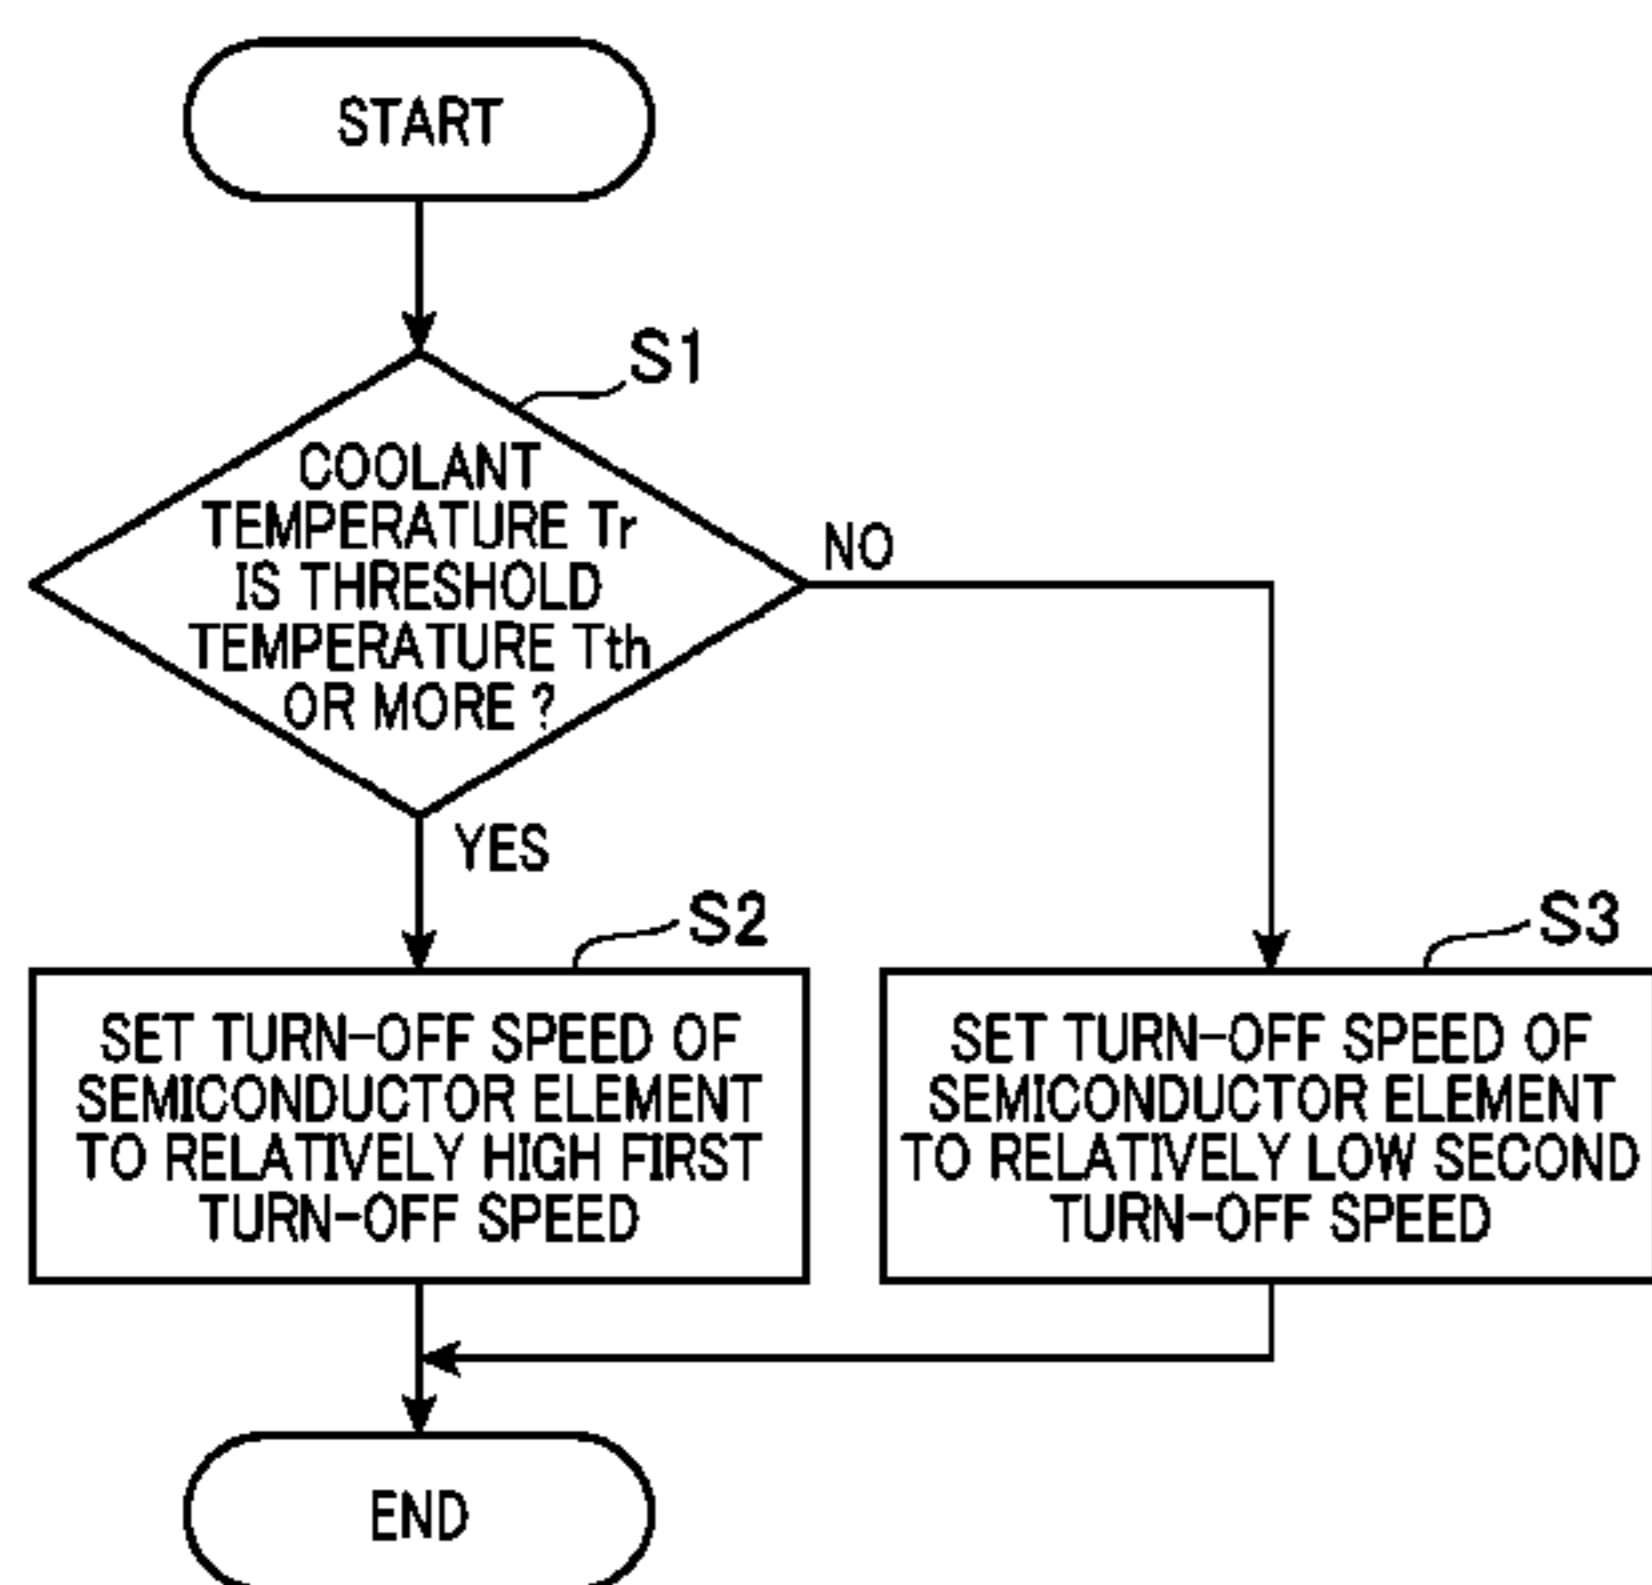 START
S1
COOLANT
TEMPERATURE Tr
IS THRESHOLD
TEMPERATURE Tth
OR MORE ?
NO
YES
S2
SET TURN-OFF SPEED OF
SEMICONDUCTOR ELEMENT
TO RELATIVELY HIGH FIRST
TURN-OFF SPEED
S3
SET TURN-OFF SPEED OF
SEMICONDUCTOR ELEMENT
TO RELATIVELY LOW SECOND
TURN-OFF SPEED
END